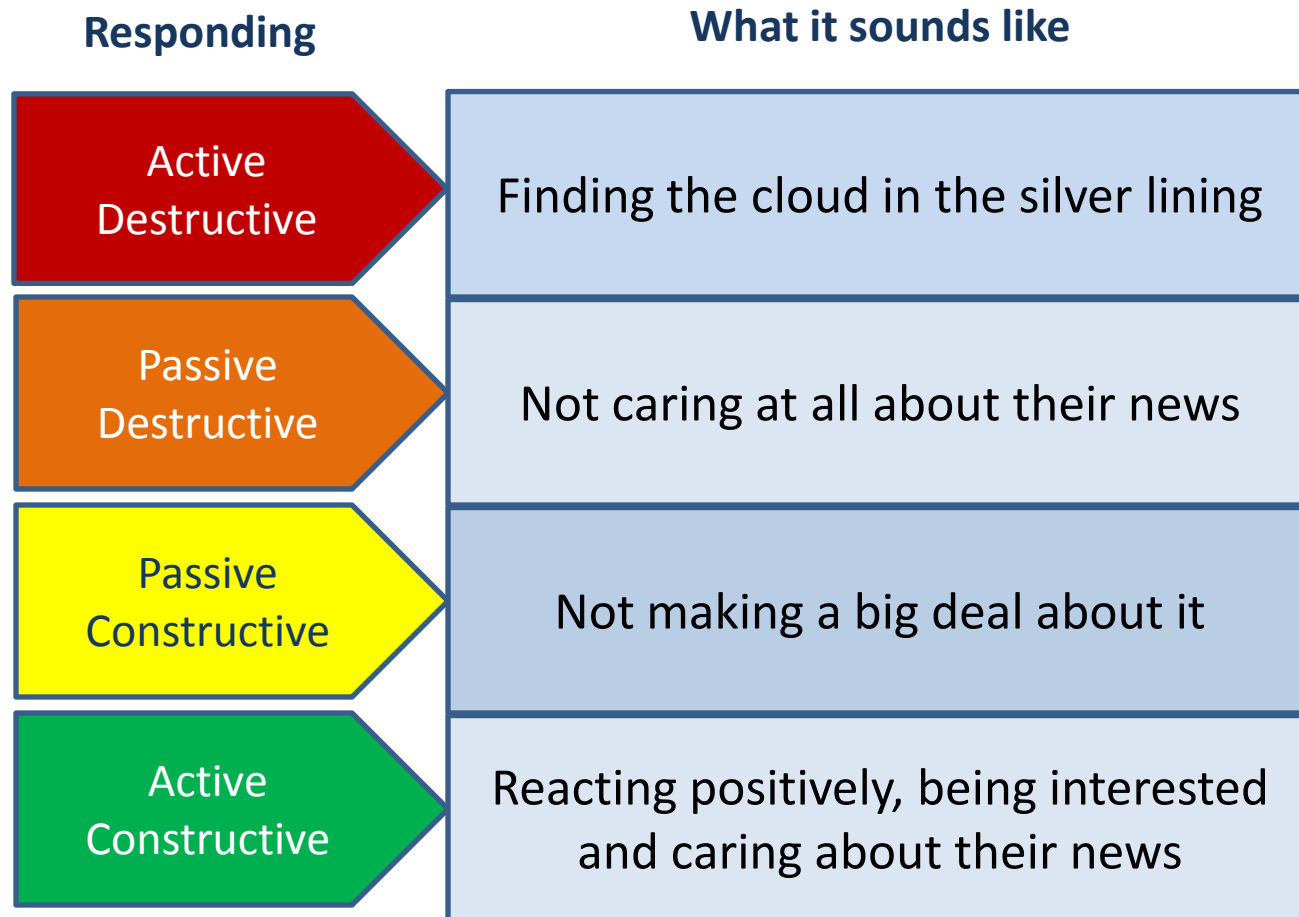 Responding
What it sounds like
Active
Destructive
Finding the cloud in the silver lining
Passive
Destructive
Not caring at all about their news
Passive
Constructive
Not making a big deal about it
Active
Constructive
Reacting positively, being interested
and caring about their news